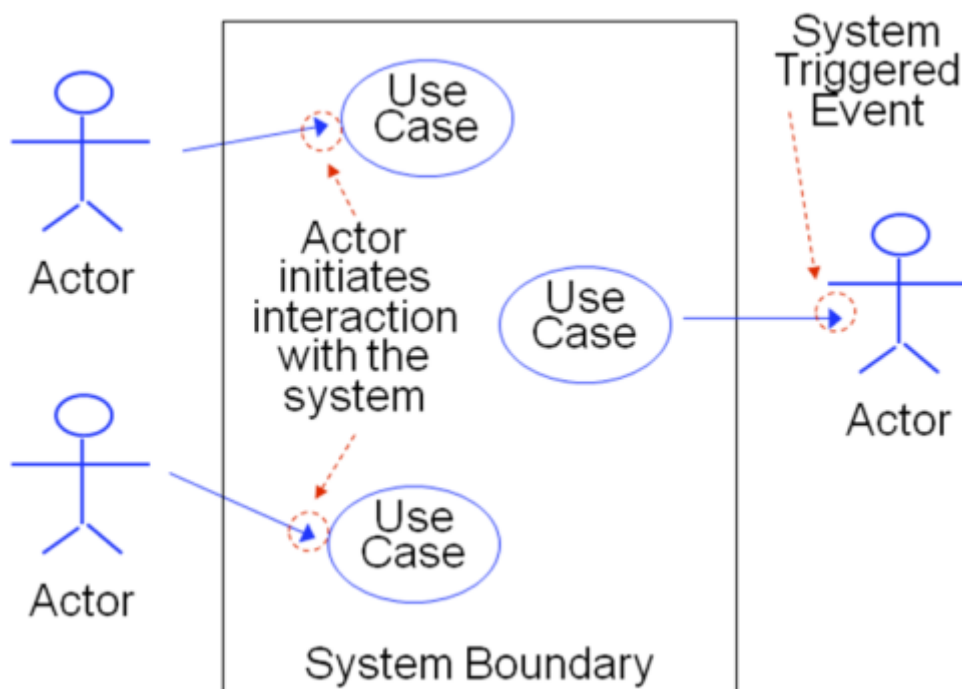 Use
Case
System
Triggered
Event
Actor
Actor
initiates
interaction
with the
system
Use
Case
Actor
Use
Case
Actor
System Boundary